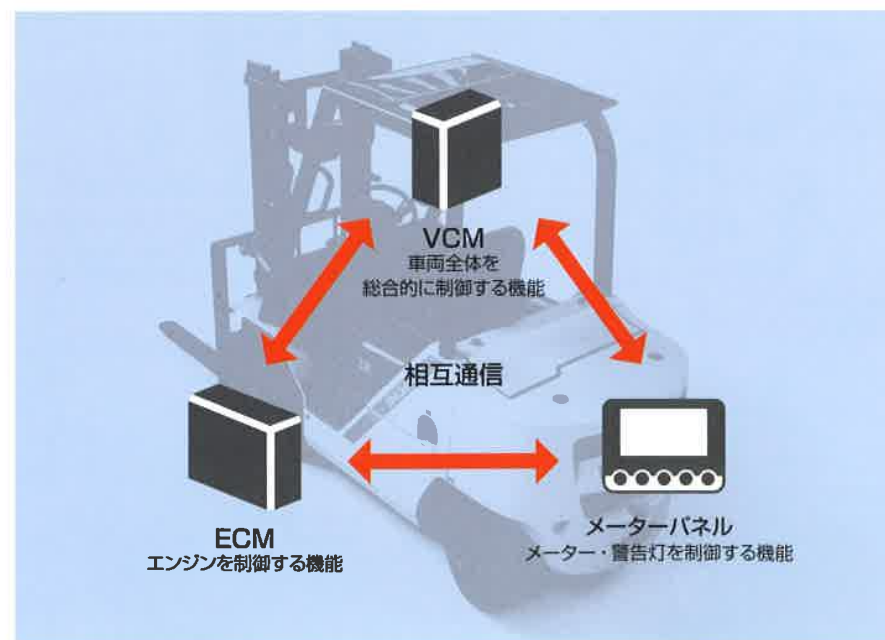 VCM
車両全体を
総合的に制御する機能
相互通信
ECM
エンジンを制御する機能
メーターパネル
メーター・警告灯を制御する機能